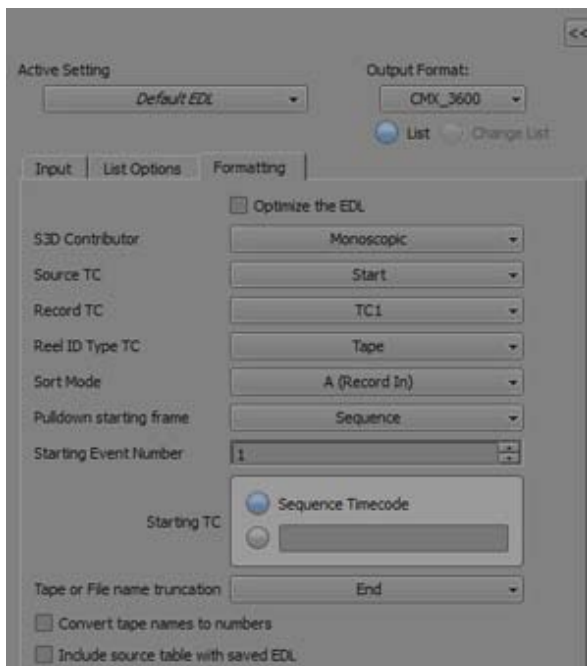 <<
Active Setting
Output Format:
Default EDL
CMX_3600
List
Change List
Input
List Options
Formatting
Optimize the EDL
S3D Contributor
Monoscopic
Source TC
Start
Record TC
TC1
Reel ID Type TC
Tape
Sort Mode
A (Record In)
Pulldown starting frame
Sequence
Starting Event Number
1
Starting TC
Sequence Timecode
Tape or File name truncation
End
Convert tape names to numbers
Include source table with saved EDL